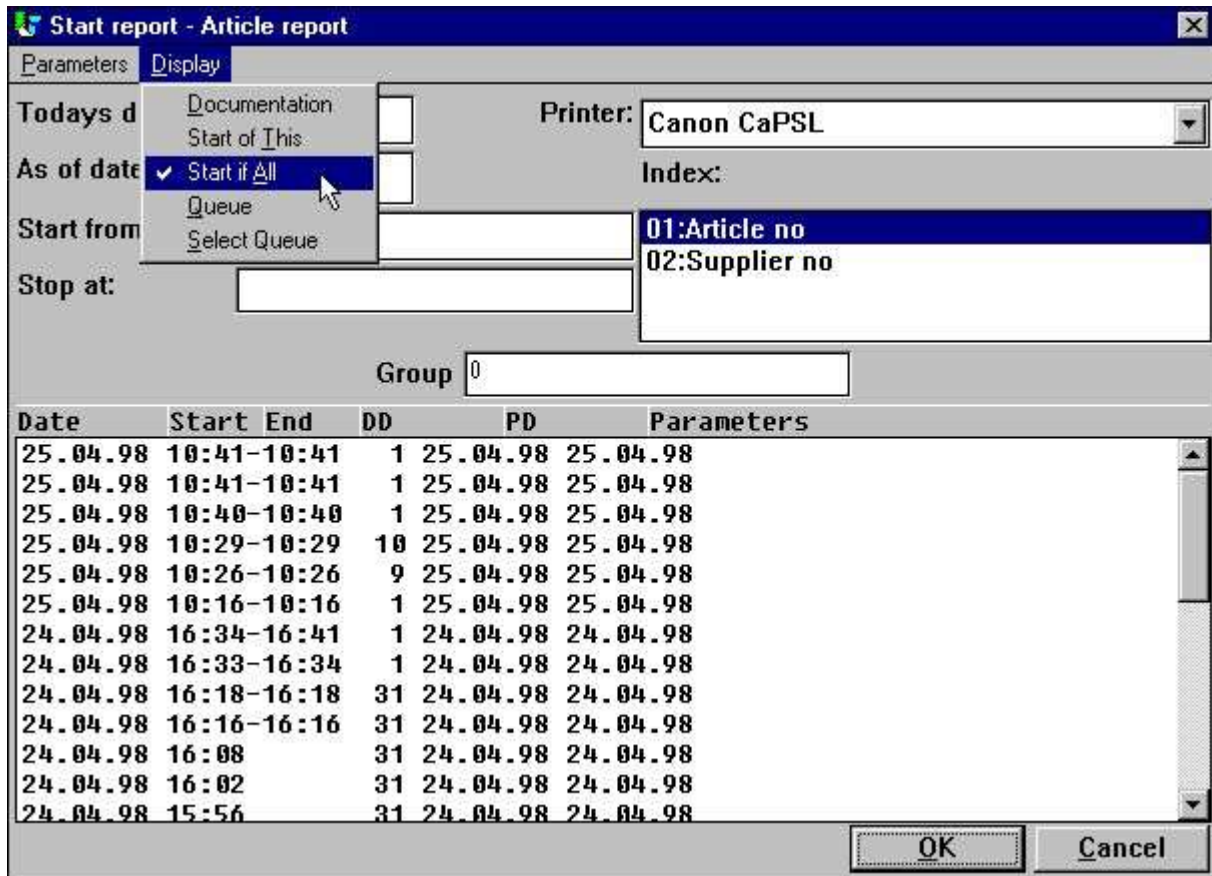 Start report - Article report
Parameters Display
Documentation
Start of This
Start if All
Queue
Select Queue
Todays d
Printer: Canon CaPSL
As of date
Index:
Start from
01:Article no
02:Supplier no
Stop at:
Group 0
Date Start End DD PD Parameters
25.04.98 10:41-10:41 1 25.04.98 25.04.98
25.04.98 10:41-10:41 1 25.04.98 25.04.98
25.04.98 10:40-10:40 1 25.04.98 25.04.98
25.04.98 10:29-10:29 10 25.04.98 25.04.98
25.04.98 10:26-10:26 9 25.04.98 25.04.98
25.04.98 10:16-10:16 1 25.04.98 25.04.98
24.04.98 16:34-16:41 1 24.04.98 24.04.98
24.04.98 16:33-16:34 1 24.04.98 24.04.98
24.04.98 16:18-16:18 31 24.04.98 24.04.98
24.04.98 16:16-16:16 31 24.04.98 24.04.98
24.04.98 16:08 31 24.04.98 24.04.98
24.04.98 16:02 31 24.04.98 24.04.98
24.04.98 15:56 31 24.04.98 24.04.98
OK Cancel